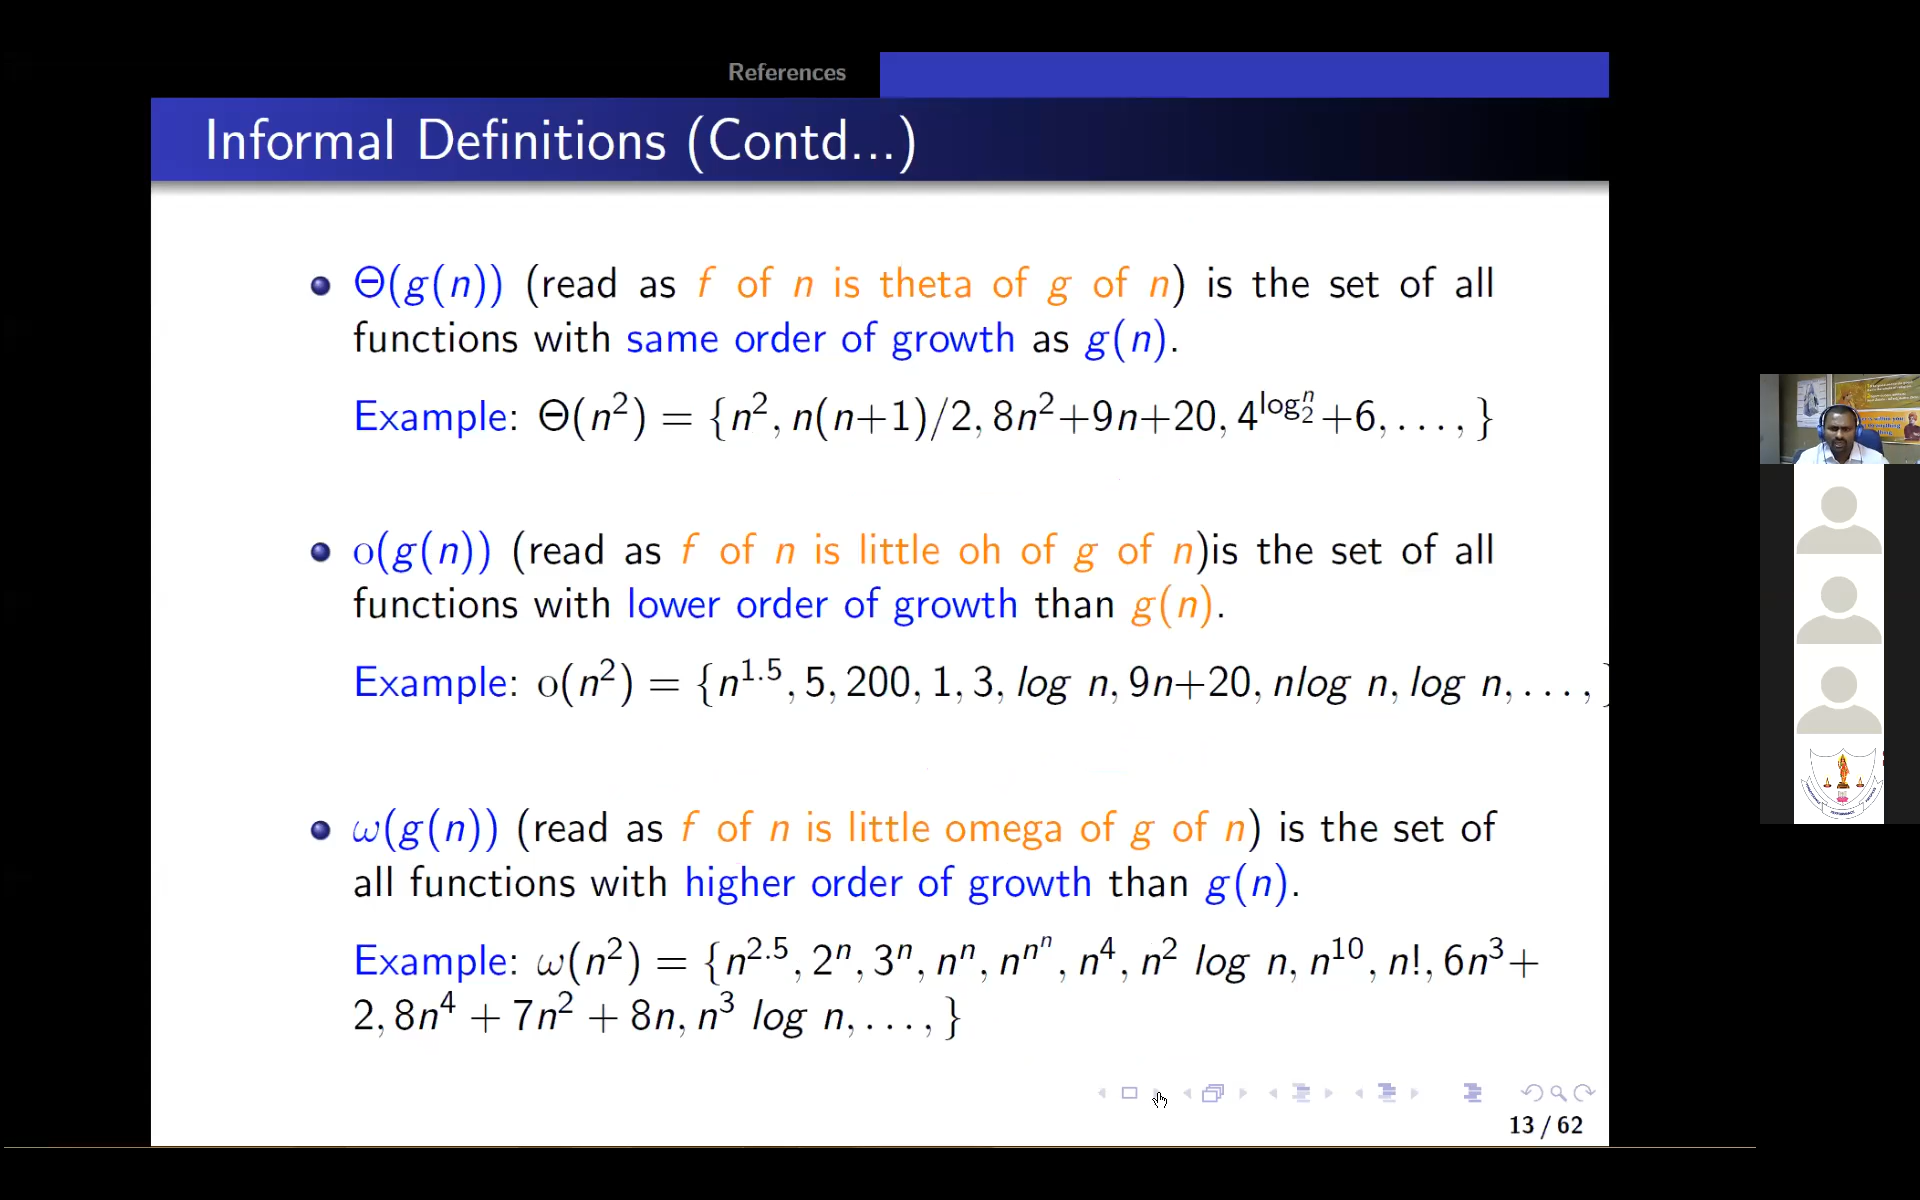 References
Informal Definitions (Contd...)
Θ(g(n)) (read as f of n is theta of g of n) is the set of all
functions with same order of growth as g(n).
Example: Θ(n²) = {n², n(n+1)/2, 8n²+9n+20, 4^{log₂ⁿ}+6, . . . , }
o(g(n)) (read as f of n is little oh of g of n)is the set of all
functions with lower order of growth than g(n).
Example: o(n²) = {n^{1.5}, 5, 200, 1, 3, log n, 9n+20, nlog n, log n, . . . , }
ω(g(n)) (read as f of n is little omega of g of n) is the set of
all functions with higher order of growth than g(n).
Example: ω(n²) = {n^{2.5}, 2ⁿ, 3ⁿ, nⁿ, n^{n^n}, n⁴, n² log n, n^{10}, n!, 6n³+
2, 8n⁴ + 7n² + 8n, n³ log n, . . . , }
13 / 62